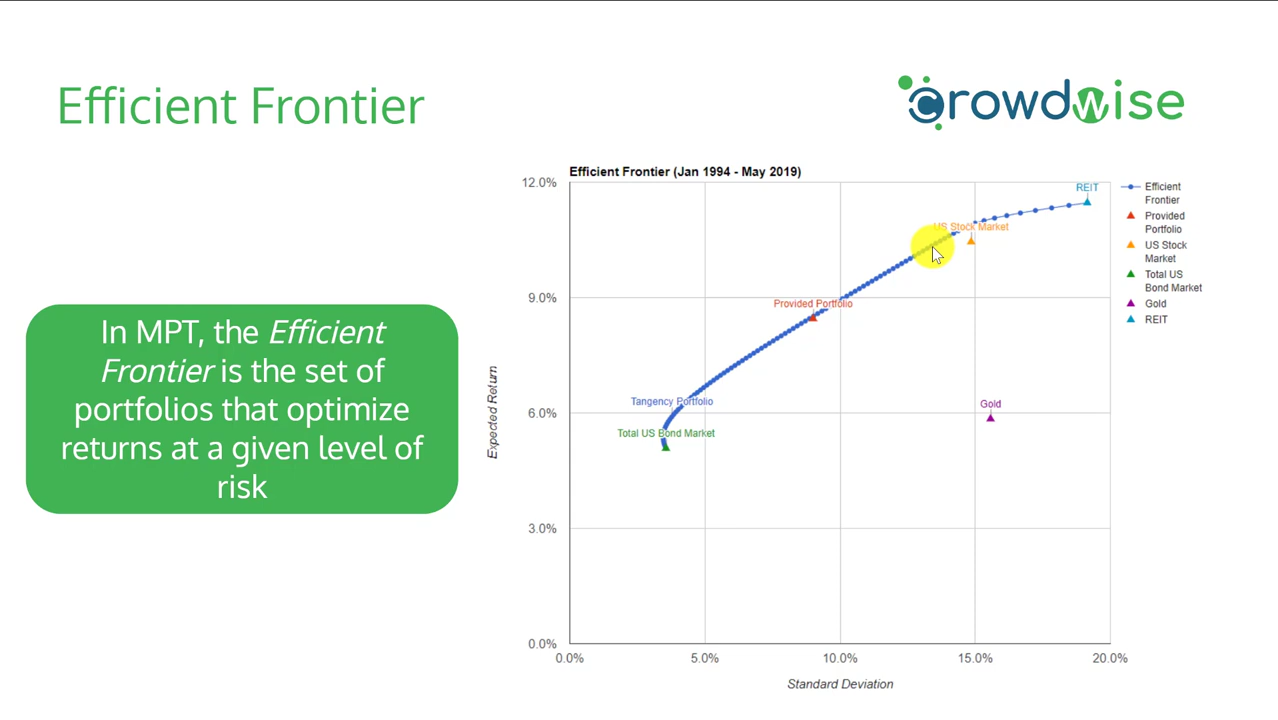 Efficient Frontier
crowdwise
In MPT, the Efficient
Frontier is the set of
portfolios that optimize
returns at a given level of
risk
Efficient Frontier (Jan 1994 - May 2019)
12.0%
9.0%
6.0%
3.0%
0.0%
Expected Return
REIT
US Stock Market
Provided Portfolio
Tangency Portfolio
Total US Bond Market
Gold
0.0%
5.0%
10.0%
15.0%
20.0%
Standard Deviation
Efficient
Frontier
Provided
Portfolio
US Stock
Market
Total US
Bond Market
Gold
REIT